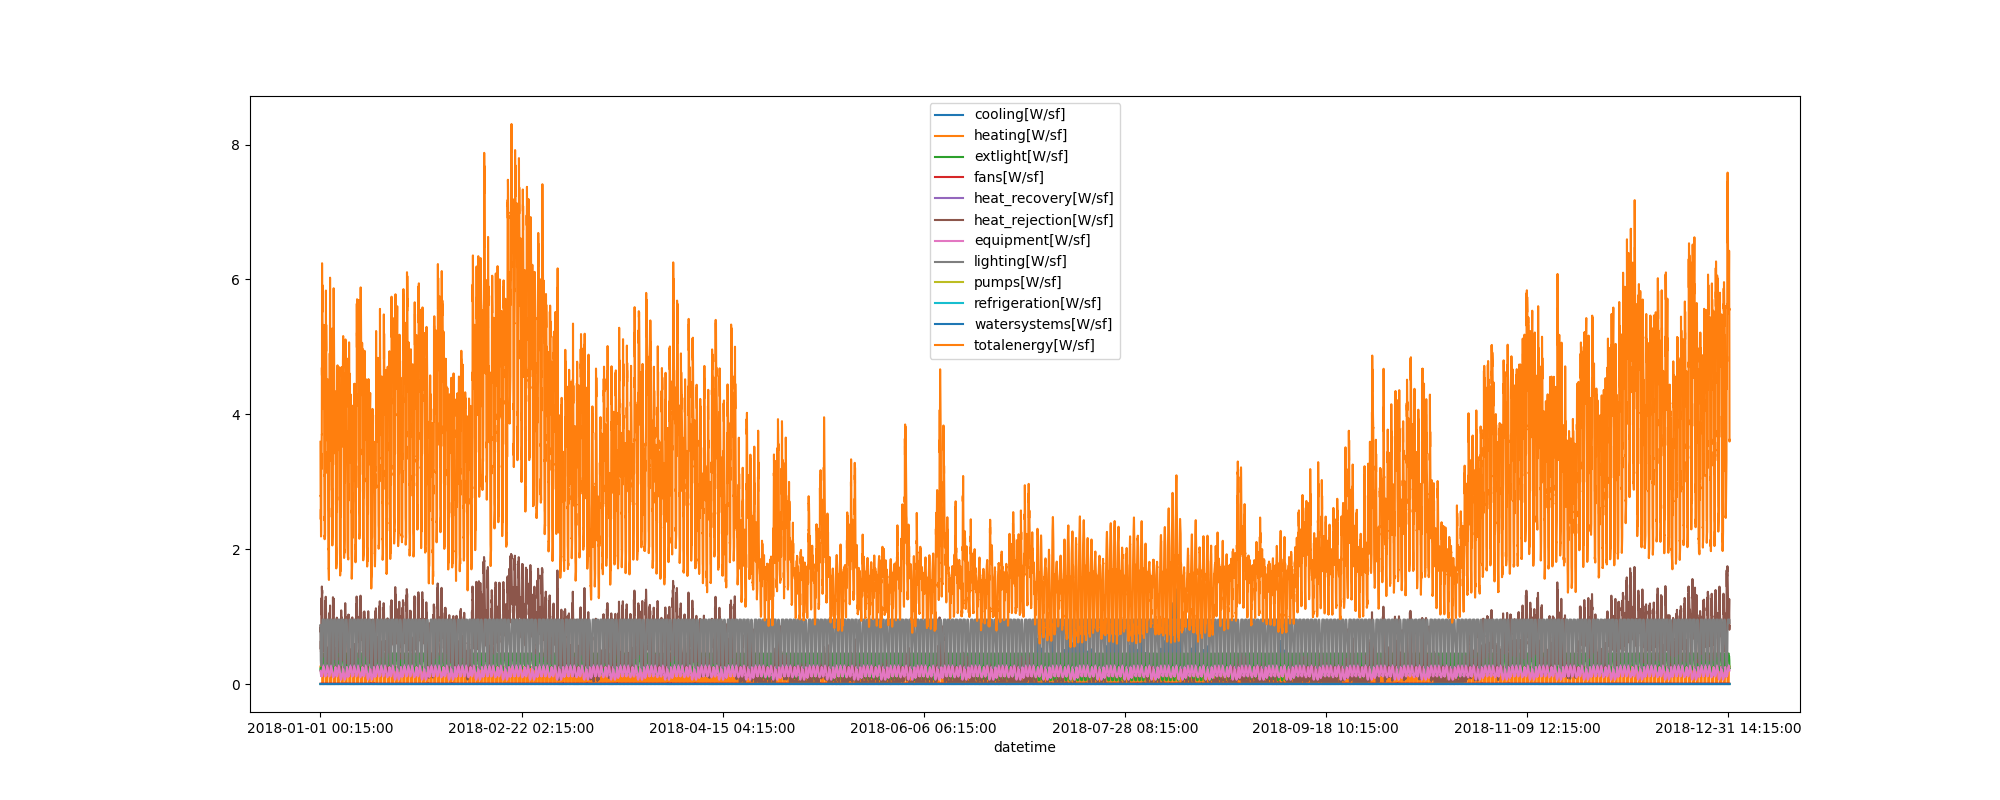 cooling[W/sf]
heating[W/sf]
extlight[W/sf]
fans[W/sf]
heat_recovery[W/sf]
heat_rejection[W/sf]
equipment[W/sf]
lighting[W/sf]
pumps[W/sf]
refrigeration[W/sf]
watersystems[W/sf]
totalenergy[W/sf]
8
6
4
2
0
2018-01-01 00:15:00 2018-02-22 02:15:00 2018-04-15 04:15:00 2018-06-06 06:15:00 2018-07-28 08:15:00 2018-09-18 10:15:00 2018-11-09 12:15:00 2018-12-31 14:15:00
datetime